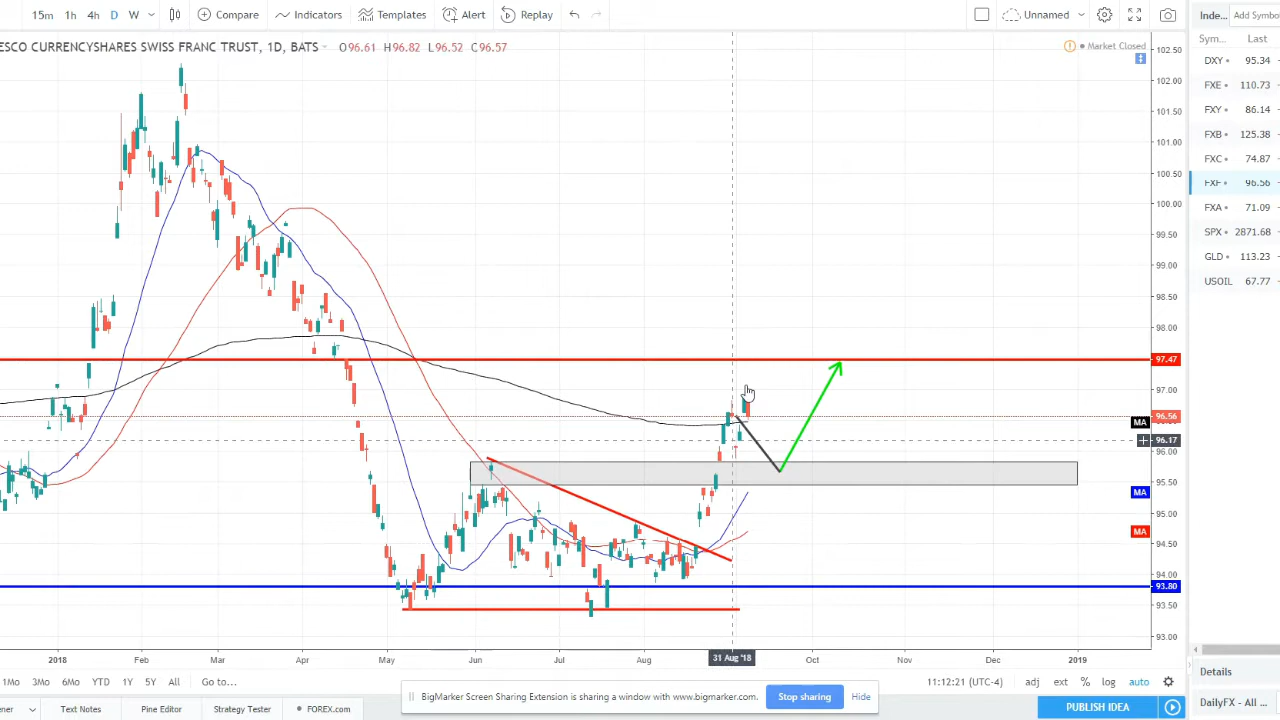 15m 1h 4h D W Compare Indicators Templates Alert Replay Unnamed Inde... Add Symbo
ESCO CURRENCYSHARES SWISS FRANC TRUST, 1D, BATS O96.61 H96.82 L96.52 C96.57 Market Closed
Sym... Last
DXY 95.34
FXE 110.73
FXY 86.14
FXB 125.38
FXC 74.87
FXF 96.56
FXA 71.09
SPX 2871.68
GLD 113.23
USOIL 67.77
102.50
102.00
101.50
101.00
100.50
100.00
99.50
99.00
98.50
98.00
97.47
97.00
96.56
MA
96.17
96.00
95.50
MA
95.00
MA
94.50
94.00
93.80
93.50
93.00
2018 Feb Mar Apr May Jun Jul Aug 31 Aug '18 Oct Nov Dec 2019
1Mo 3Mo 6Mo YTD 1Y 5Y All Go to... 11:12:21 (UTC-4) adj ext % log auto
Details
BigMarker Screen Sharing Extension is sharing a window with www.bigmarker.com. Stop sharing Hide
ener Text Notes Pine Editor Strategy Tester FOREX.com PUBLISH IDEA
DailyFX - All ...